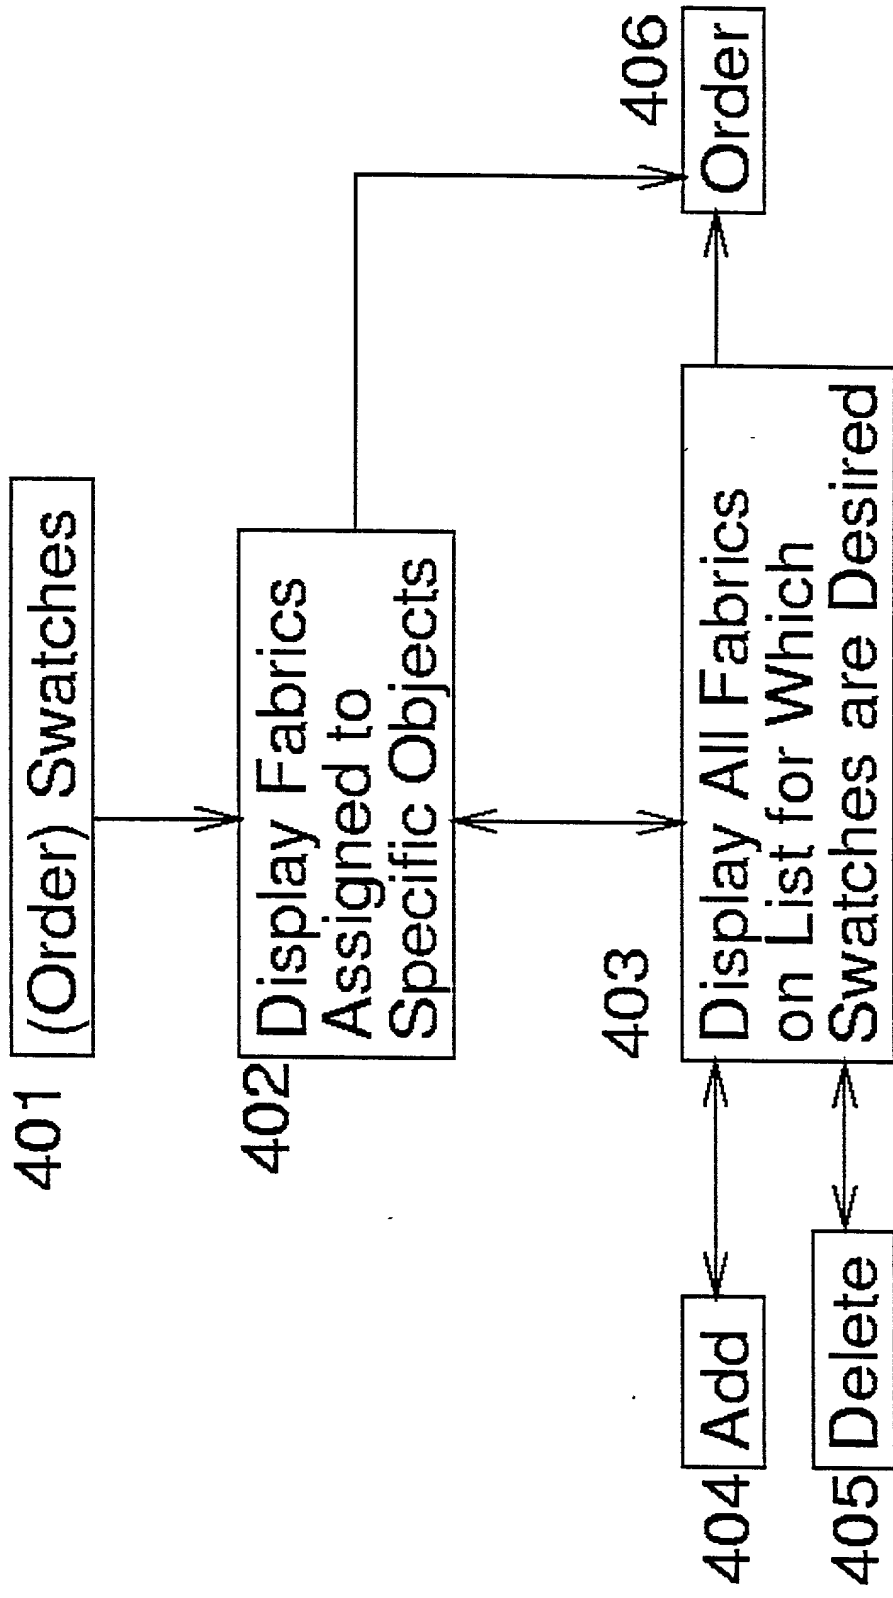 401
(Order) Swatches
402
Display Fabrics
Assigned to
Specific Objects
403
Display All Fabrics
on List for Which
Swatches are Desired
404
Add
405
Delete
406
Order